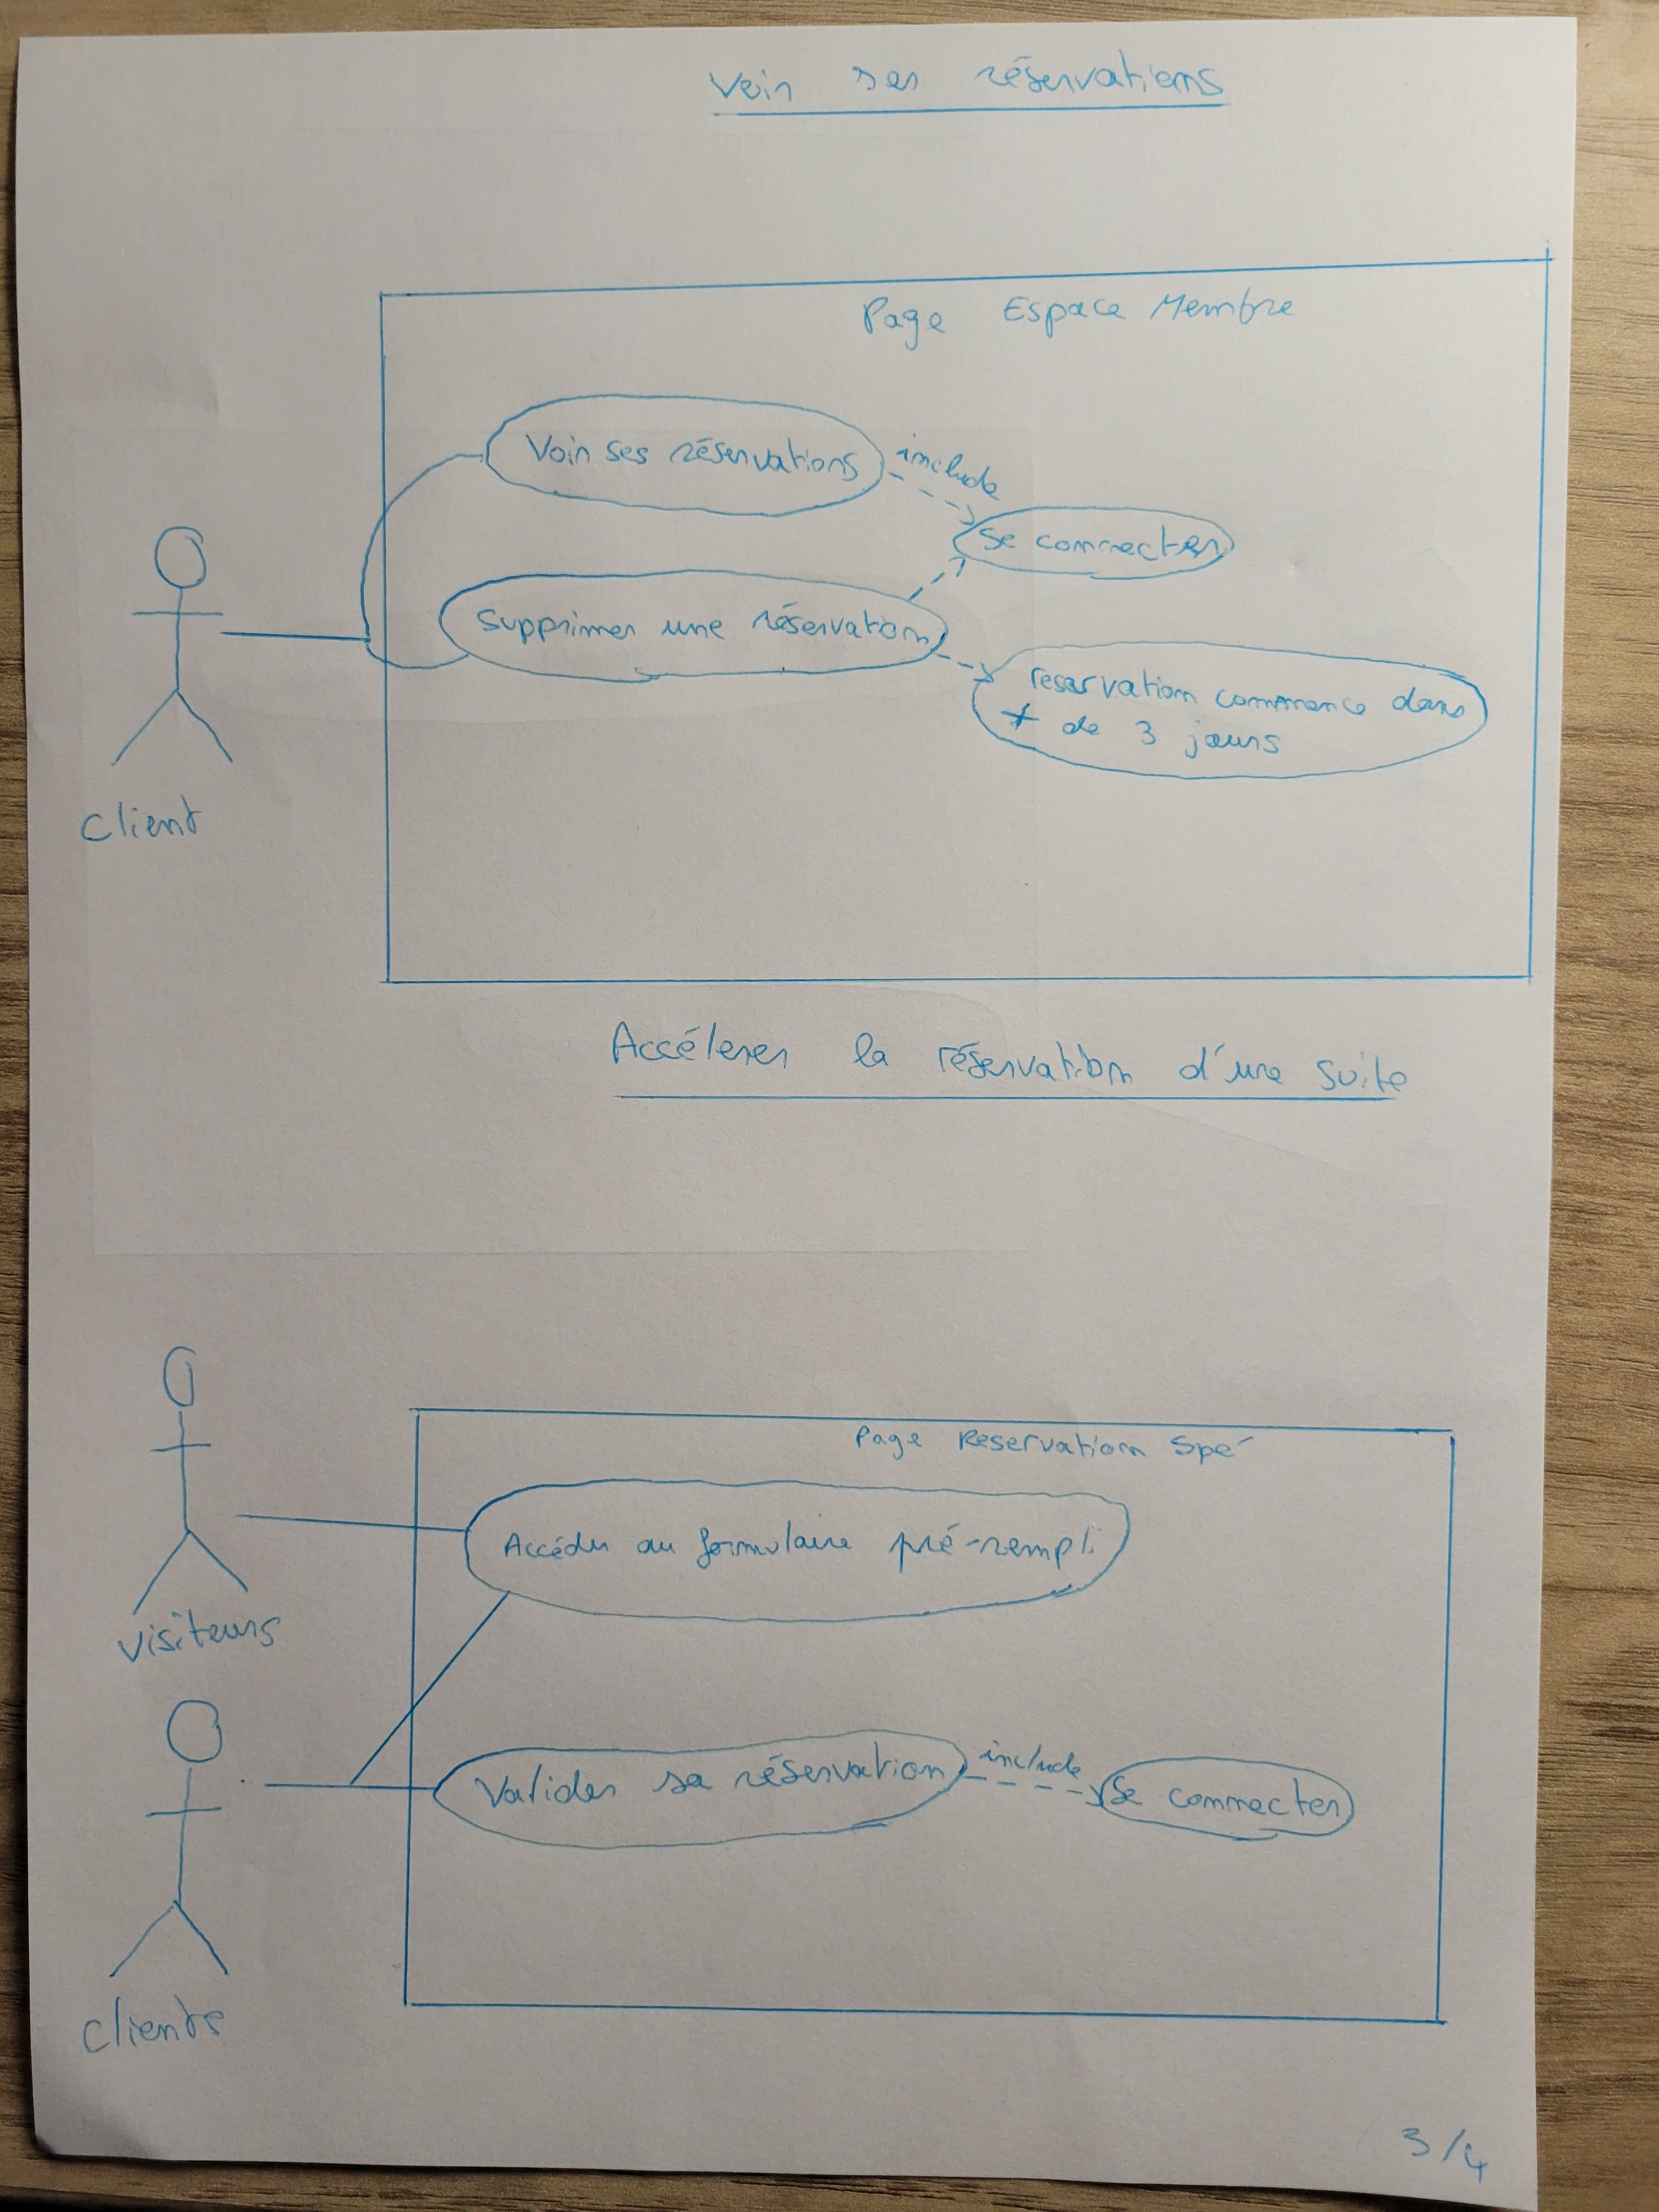 Voir ses réservations
Page Espace Membre
Voir ses réservations
include
Se connecter
Supprimer une réservation
reservation commence dans
+ de 3 jours
Client
Accélerer la réservation d'une suite
Page Reservation Spé
Accéder au formulaire pré-rempli
visiteurs
Valider sa réservation
include
Se connecter
Clients
3/4